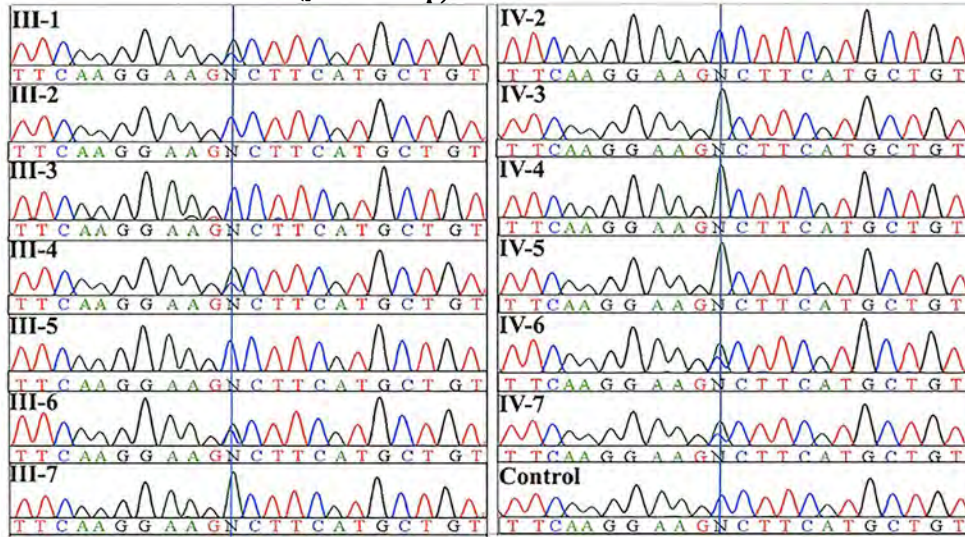 III-1
T T C A A G G A A G N C T T C A T G C T G T
III-2
T T C A A G G A A G N C T T C A T G C T G T
III-3
T T C A A G G A A G N C T T C A T G C T G T
III-4
T T C A A G G A A G N C T T C A T G C T G T
III-5
T T C A A G G A A G N C T T C A T G C T G T
III-6
T T C A A G G A A G N C T T C A T G C T G T
III-7
T T C A A G G A A G N C T T C A T G C T G T
IV-2
T T C A A G G A A G N C T T C A T G C T G T
IV-3
T T C A A G G A A G N C T T C A T G C T G T
IV-4
T T C A A G G A A G N C T T C A T G C T G T
IV-5
T T C A A G G A A G N C T T C A T G C T G T
IV-6
T T C A A G G A A G N C T T C A T G C T G T
IV-7
T T C A A G G A A G N C T T C A T G C T G T
Control
T T C A A G G A A G N C T T C A T G C T G T